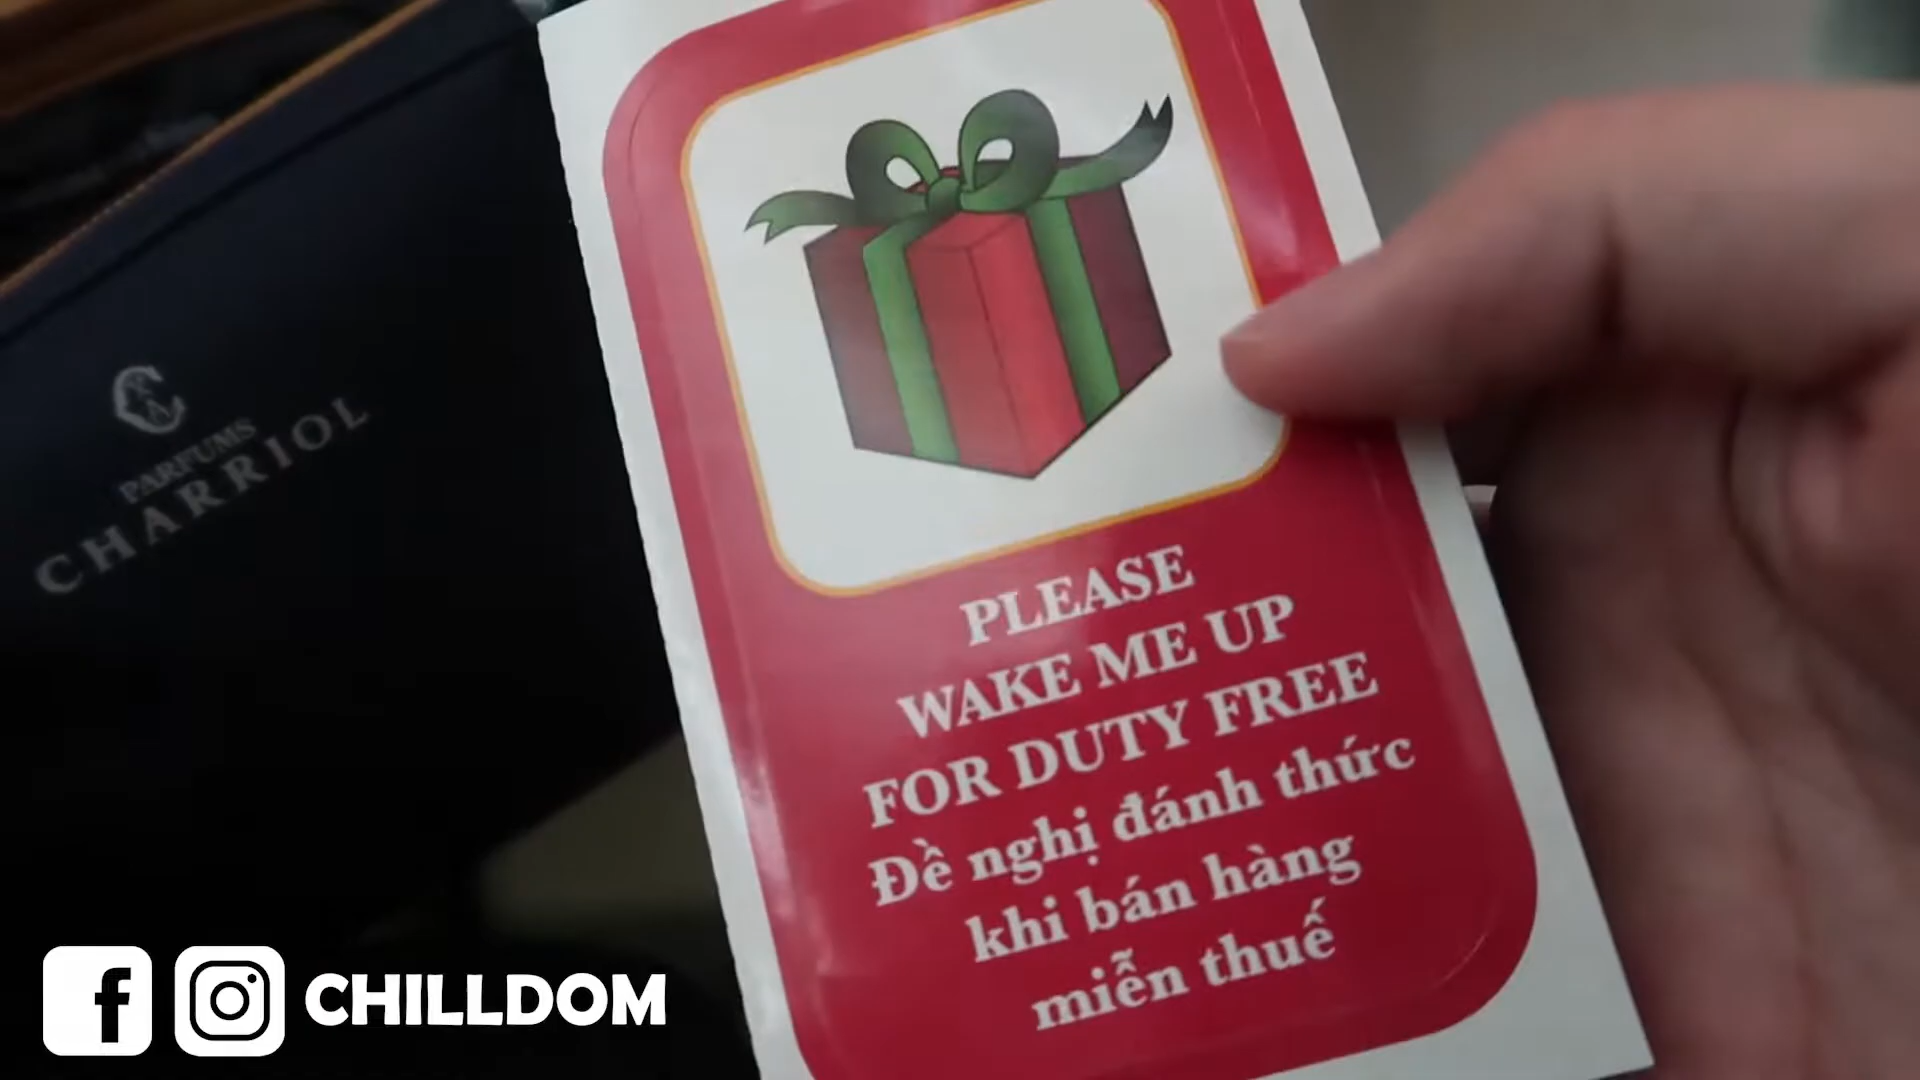 PARFUMS
CHARRIOL
PLEASE
WAKE ME UP
FOR DUTY FREE
Đề nghị đánh thức
khi bán hàng
miễn thuế
CHILLDOM